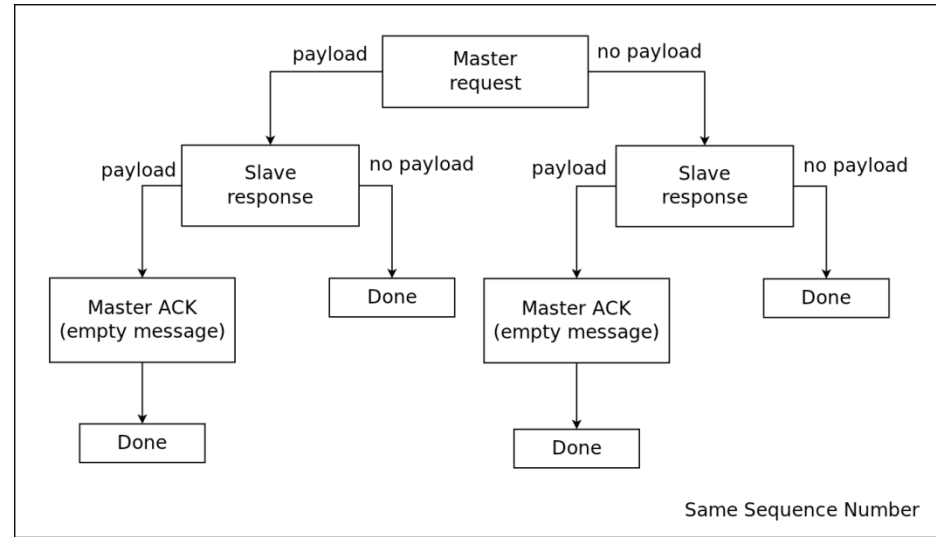 payload
Master
request
no payload
payload
Slave
response
no payload
payload
Slave
response
no payload
Master ACK
(empty message)
Done
Master ACK
(empty message)
Done
Done
Done
Same Sequence Number